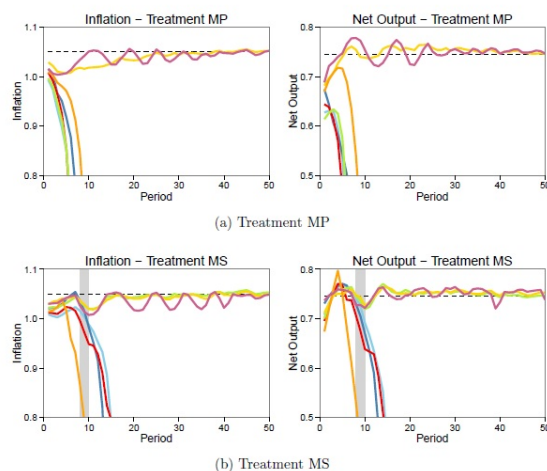 Inflation – Treatment MP
Net Output – Treatment MP
1.1
1.0
0.9
0.8
Inflation
0 10 20 30 40 50
Period
0.8
0.7
0.6
0.5
Net Output
0 10 20 30 40 50
Period
(a) Treatment MP
Inflation – Treatment MS
Net Output – Treatment MS
1.1
1.0
0.9
0.8
Inflation
0 10 20 30 40 50
Period
0.8
0.7
0.6
0.5
Net Output
0 10 20 30 40 50
Period
(b) Treatment MS